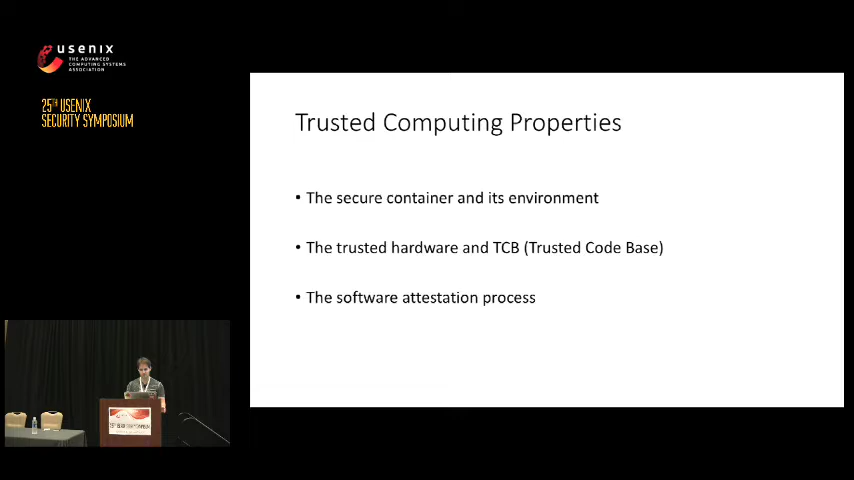 usenix
THE ADVANCED
COMPUTING SYSTEMS
ASSOCIATION
25TH USENIX
SECURITY SYMPOSIUM
Trusted Computing Properties
• The secure container and its environment
• The trusted hardware and TCB (Trusted Code Base)
• The software attestation process